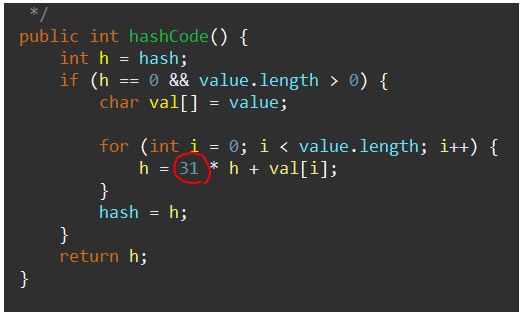 */
public int hashCode() {
int h = hash;
if (h == 0 && value.length > 0) {
char val[] = value;
for (int i = 0; i < value.length; i++) {
h = 31 * h + val[i];
}
hash = h;
}
return h;
}